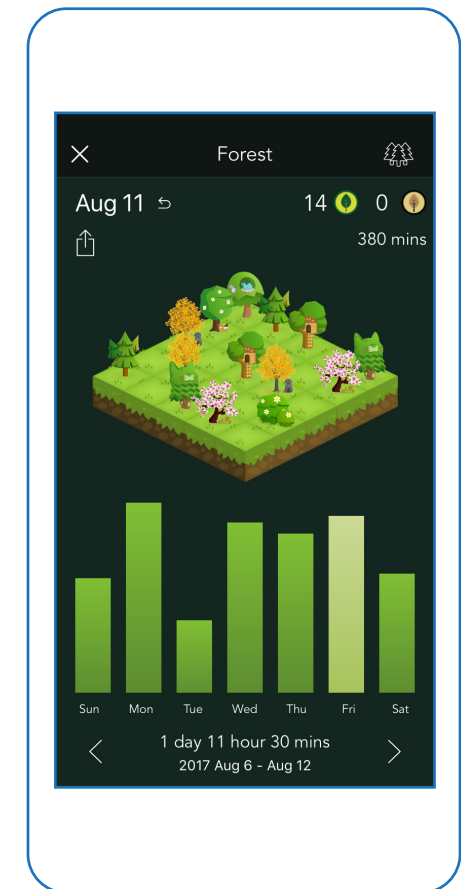 Forest
Aug 11 14 0
380 mins
Sun Mon Tue Wed Thu Fri Sat
1 day 11 hour 30 mins
2017 Aug 6 - Aug 12